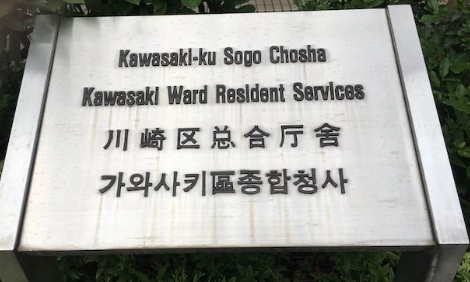 Kawasaki-ku Sogo Chosha
Kawasaki Ward Resident Services
川崎区总合厅舍
가와사키區종합청사